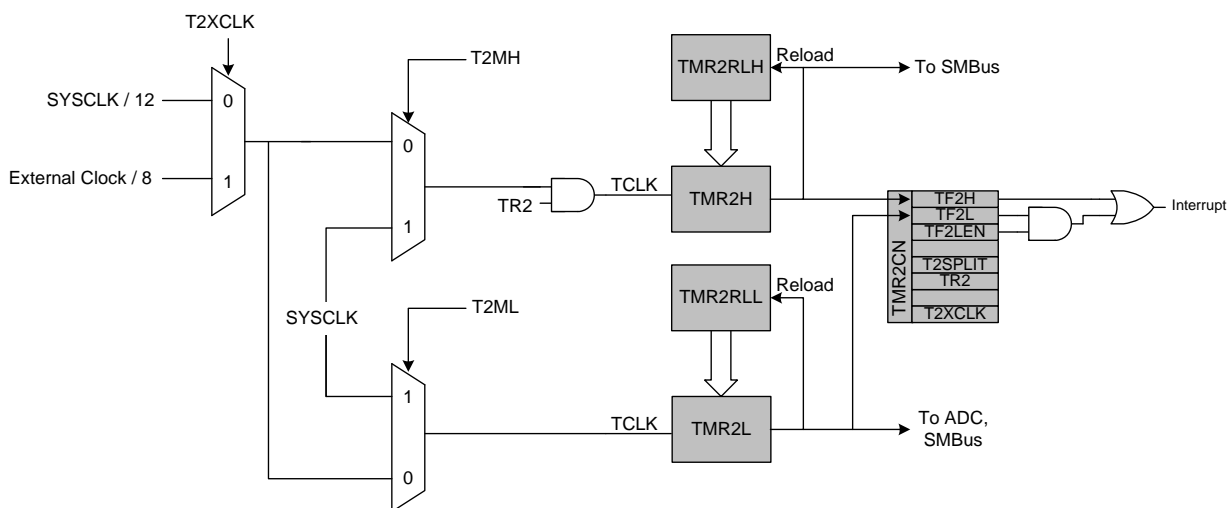 T2XCLK
SYSCLK / 12
0
External Clock / 8
1
T2MH
0
1
TR2
TCLK
TMR2RLH
Reload
To SMBus
TMR2H
SYSCLK
T2ML
1
0
TCLK
TMR2RLL
Reload
TMR2L
To ADC,
SMBus
TMR2CN
TF2H
TF2L
TF2LEN
T2SPLIT
TR2
T2XCLK
Interrupt